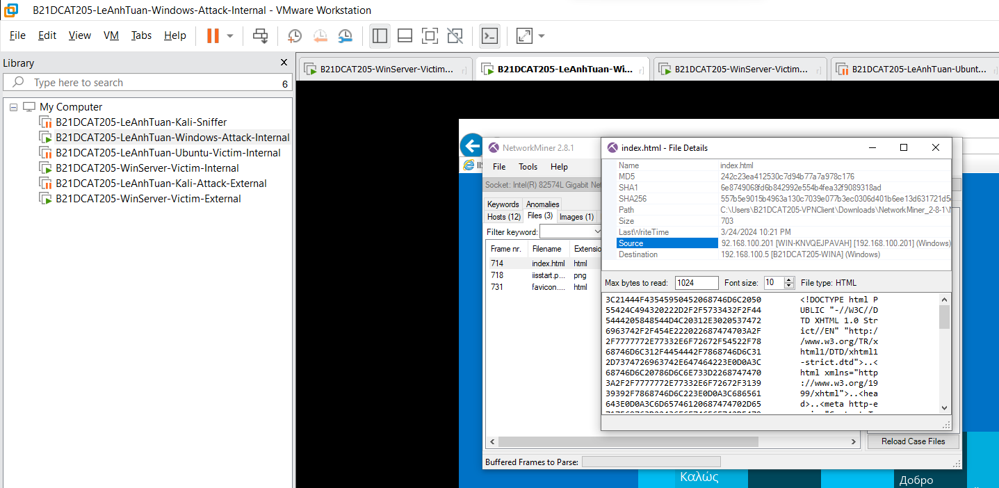 B21DCAT205-LeAnhTuan-Windows-Attack-Internal - VMware Workstation
File Edit View VM Tabs Help
Library
Type here to search 6
My Computer
B21DCAT205-LeAnhTuan-Kali-Sniffer
B21DCAT205-LeAnhTuan-Windows-Attack-Internal
B21DCAT205-LeAnhTuan-Ubuntu-Victim-Internal
B21DCAT205-WinServer-Victim-Internal
B21DCAT205-LeAnhTuan-Kali-Attack-External
B21DCAT205-WinServer-Victim-External
B21DCAT205-WinServer-Victim... B21DCAT205-LeAnhTuan-Wi... B21DCAT205-WinServer-Victim... B21DCAT205-LeAnhTuan-Ubunt...
NetworkMiner 2.8.1
File Tools Help
Socket: Intel(R) 82574L Gigabit Net
Keywords Anomalies
Hosts (12) Files (3) Images (1)
Filter keyword:
Frame nr. Filename Extensio
714 index.html html
718 iisstart.p... png
731 favicon.... html
index.html - File Details
Name index.html
MD5 242c23ea412530c7d94b77a7a978c176
SHA1 6e8749068fd6b842992e554b4fea32f9089318ad
SHA256 557b5e9015b4963a130c7039e077b3ec0306d401b6ee13d631721d5
Path C:\Users\B21DCAT205-VPNClient\Downloads\NetworkMiner_2-8-1\
Size 703
LastWriteTime 3/24/2024 10:21 PM
Source 92.168.100.201 [WIN-KNVQEJPAVAH] [192.168.100.201] (Windows)
Destination 192.168.100.5 [B21DCAT205-WINA] (Windows)
Max bytes to read: 1024 Font size: 10 File type: HTML
3C21444F43545950452068746D6C2050 <!DOCTYPE html P
55424C494320222D2F2F5733432F2F44 UBLIC "-//W3C//D
5444205848544D4C20312E3020537472 TD XHTML 1.0 Str
6963742F2F454E222022687474703A2F ict//EN" "http:/
2F7777772E77332E6F72672F54522F78 /www.w3.org/TR/x
68746D6C312F4454442F7868746D6C31 html1/DTD/xhtml1
2D7374726963742E647464223E0D0A3C -strict.dtd">..<
68746D6C20786D6C6E733D2268747470 html xmlns="http
3A2F2F7777772E77332E6F72672F3139 ://www.w3.org/19
39392F7868746D6C223E0D0A3C686561 99/xhtml">..<hea
643E0D0A3C6D65746120687474702D65 d>..<meta http-e
Reload Case Files
Buffered Frames to Parse:
Καλώς
Добро